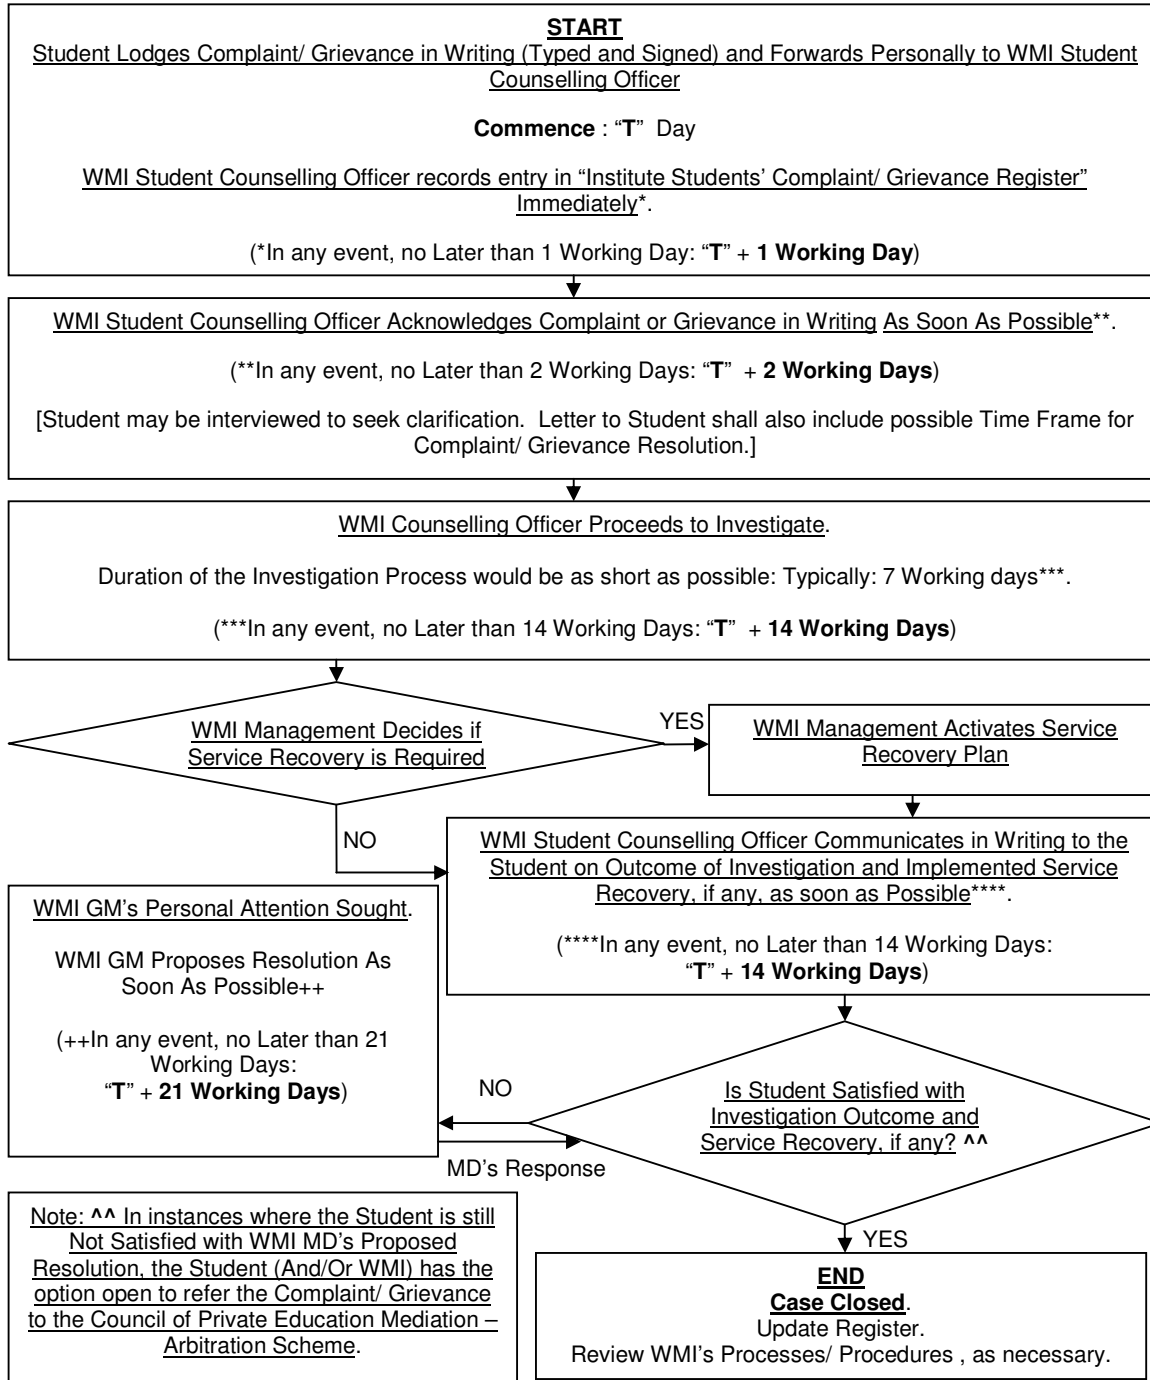 START
Student Lodges Complaint/ Grievance in Writing (Typed and Signed) and Forwards Personally to WMI Student
Counselling Officer
Commence : “T” Day
WMI Student Counselling Officer records entry in “Institute Students’ Complaint/ Grievance Register”
Immediately*.
(*In any event, no Later than 1 Working Day: “T” + 1 Working Day)
WMI Student Counselling Officer Acknowledges Complaint or Grievance in Writing As Soon As Possible**.
(**In any event, no Later than 2 Working Days: “T” + 2 Working Days)
[Student may be interviewed to seek clarification. Letter to Student shall also include possible Time Frame for
Complaint/ Grievance Resolution.]
WMI Counselling Officer Proceeds to Investigate.
Duration of the Investigation Process would be as short as possible: Typically: 7 Working days***.
(***In any event, no Later than 14 Working Days: “T” + 14 Working Days)
WMI Management Decides if
Service Recovery is Required
YES
WMI Management Activates Service
Recovery Plan
NO
WMI Student Counselling Officer Communicates in Writing to the
Student on Outcome of Investigation and Implemented Service
Recovery, if any, as soon as Possible****.
(****In any event, no Later than 14 Working Days:
“T” + 14 Working Days)
WMI GM’s Personal Attention Sought.
WMI GM Proposes Resolution As
Soon As Possible++
(++In any event, no Later than 21
Working Days:
“T” + 21 Working Days)
NO
Is Student Satisfied with
Investigation Outcome and
Service Recovery, if any? ^^
MD’s Response
Note: ^^ In instances where the Student is still
Not Satisfied with WMI MD’s Proposed
Resolution, the Student (And/Or WMI) has the
option open to refer the Complaint/ Grievance
to the Council of Private Education Mediation –
Arbitration Scheme.
YES
END
Case Closed.
Update Register.
Review WMI’s Processes/ Procedures , as necessary.